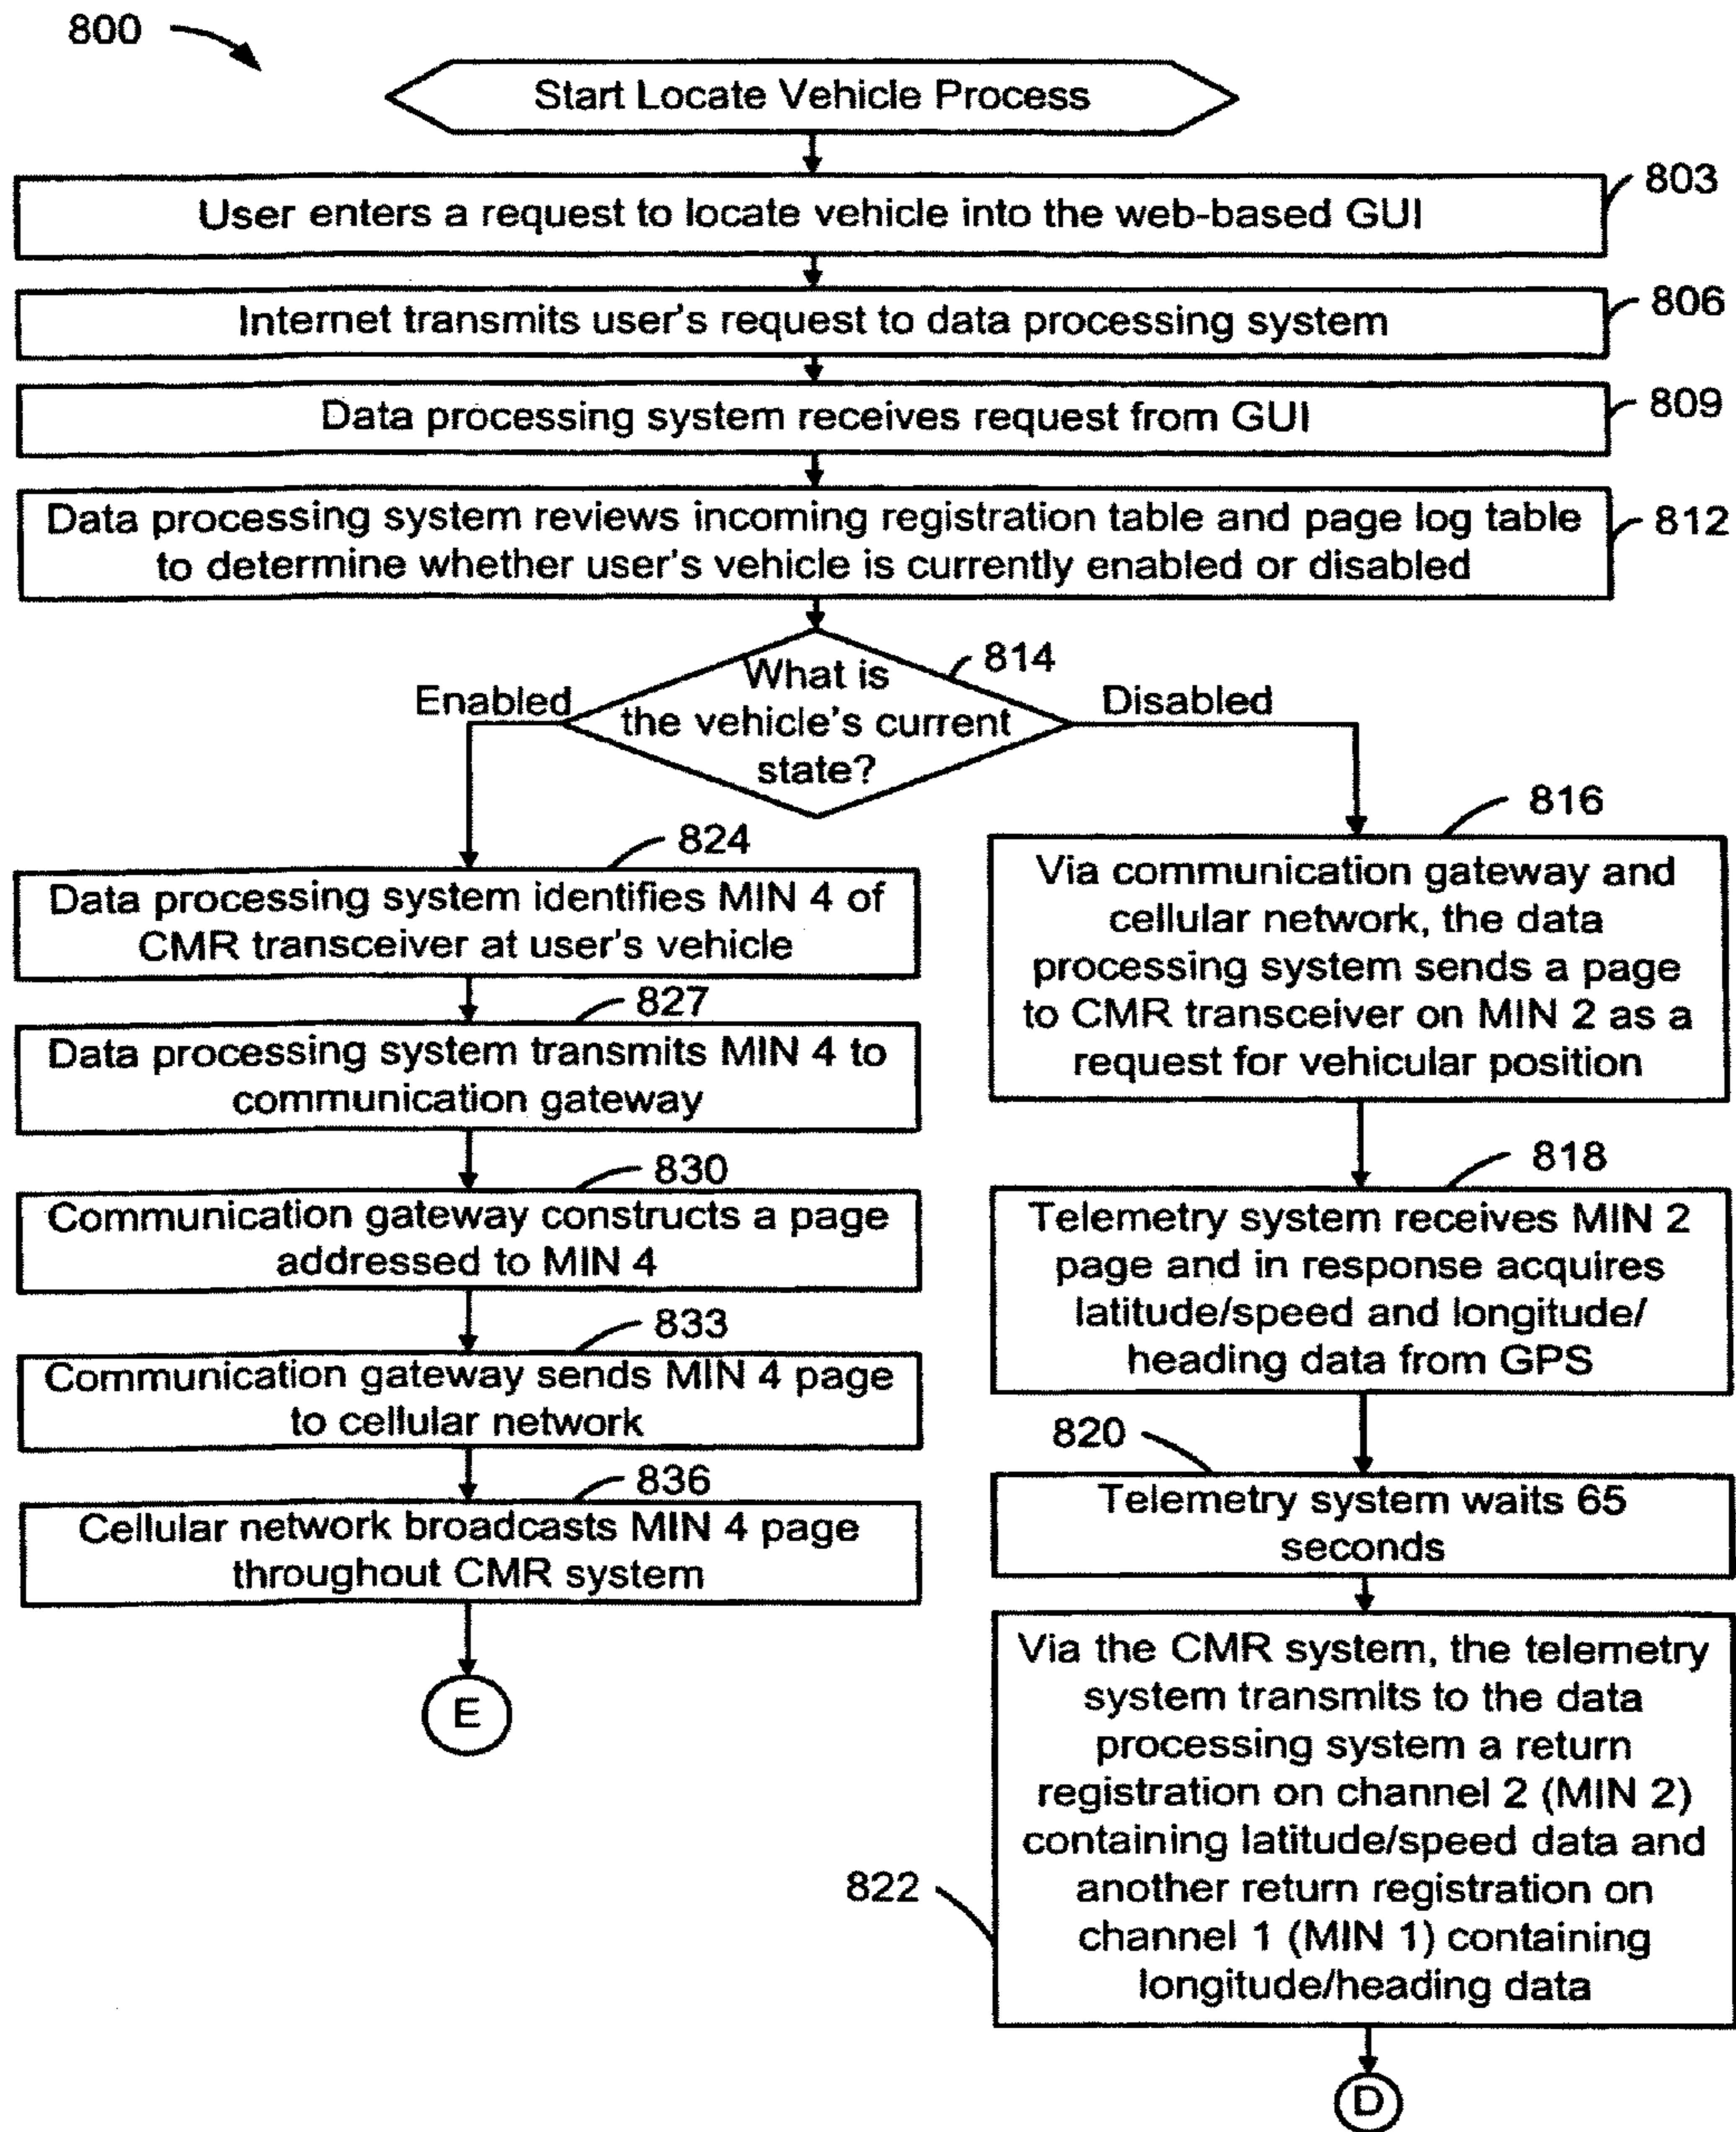 800
Start Locate Vehicle Process
803
User enters a request to locate vehicle into the web-based GUI
806
Internet transmits user's request to data processing system
809
Data processing system receives request from GUI
812
Data processing system reviews incoming registration table and page log table
to determine whether user's vehicle is currently enabled or disabled
814
What is
the vehicle's current
state?
Enabled
Disabled
824
Data processing system identifies MIN 4 of
CMR transceiver at user's vehicle
827
Data processing system transmits MIN 4 to
communication gateway
830
Communication gateway constructs a page
addressed to MIN 4
833
Communication gateway sends MIN 4 page
to cellular network
836
Cellular network broadcasts MIN 4 page
throughout CMR system
E
816
Via communication gateway and
cellular network, the data
processing system sends a page
to CMR transceiver on MIN 2 as a
request for vehicular position
818
Telemetry system receives MIN 2
page and in response acquires
latitude/speed and longitude/
heading data from GPS
820
Telemetry system waits 65
seconds
822
Via the CMR system, the telemetry
system transmits to the data
processing system a return
registration on channel 2 (MIN 2)
containing latitude/speed data and
another return registration on
channel 1 (MIN 1) containing
longitude/heading data
D